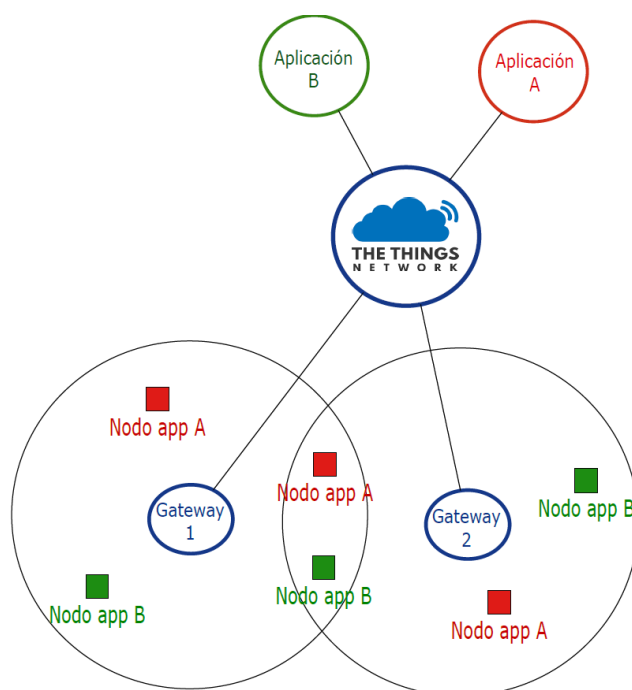 Aplicación
B
Aplicación
A
THE THINGS
NETWORK
Nodo app A
Nodo app A
Nodo app B
Gateway
1
Gateway
2
Nodo app B
Nodo app B
Nodo app A